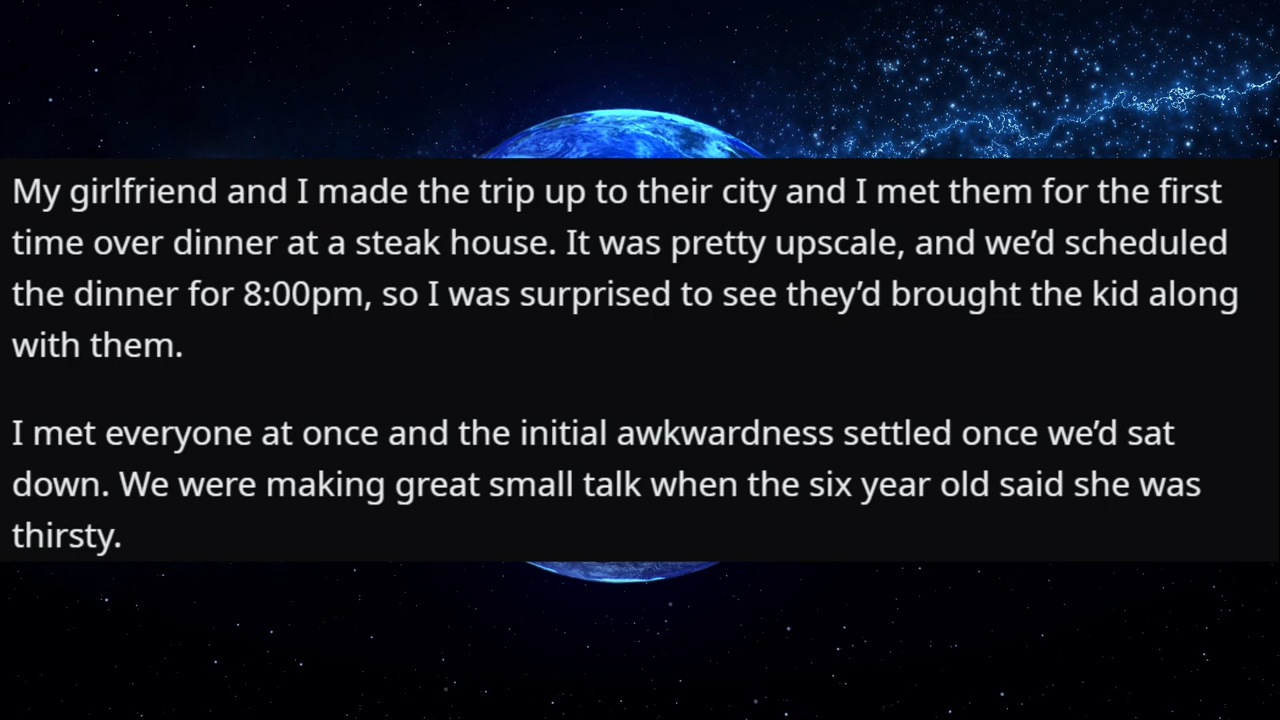 My girlfriend and I made the trip up to their city and I met them for the first
time over dinner at a steak house. It was pretty upscale, and we’d scheduled
the dinner for 8:00pm, so I was surprised to see they’d brought the kid along
with them.
I met everyone at once and the initial awkwardness settled once we’d sat
down. We were making great small talk when the six year old said she was
thirsty.